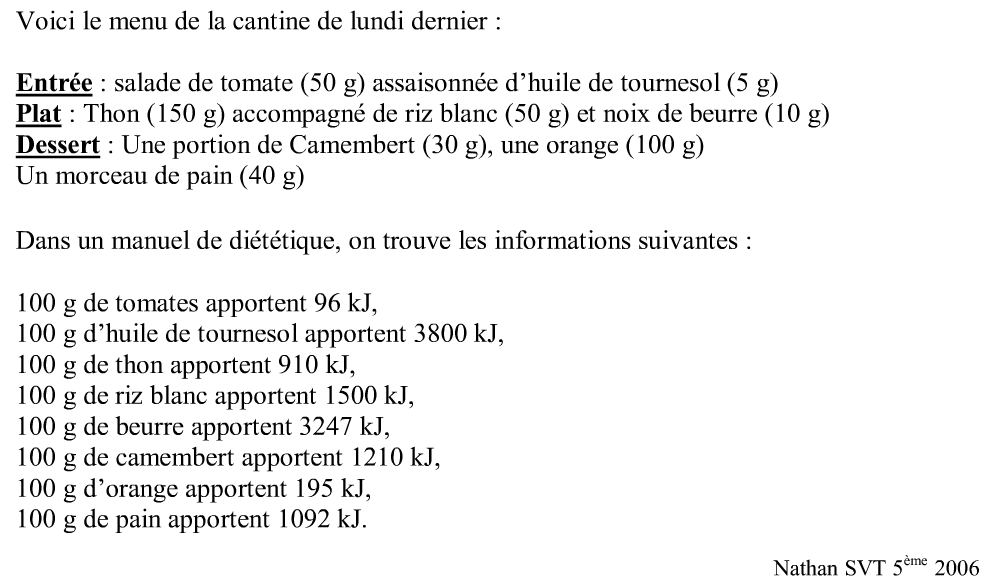 Voici le menu de la cantine de lundi dernier :
Entrée : salade de tomate (50 g) assaisonnée d’huile de tournesol (5 g)
Plat : Thon (150 g) accompagné de riz blanc (50 g) et noix de beurre (10 g)
Dessert : Une portion de Camembert (30 g), une orange (100 g)
Un morceau de pain (40 g)
Dans un manuel de diététique, on trouve les informations suivantes :
100 g de tomates apportent 96 kJ,
100 g d’huile de tournesol apportent 3800 kJ,
100 g de thon apportent 910 kJ,
100 g de riz blanc apportent 1500 kJ,
100 g de beurre apportent 3247 kJ,
100 g de camembert apportent 1210 kJ,
100 g d’orange apportent 195 kJ,
100 g de pain apportent 1092 kJ.
Nathan SVT 5ème 2006